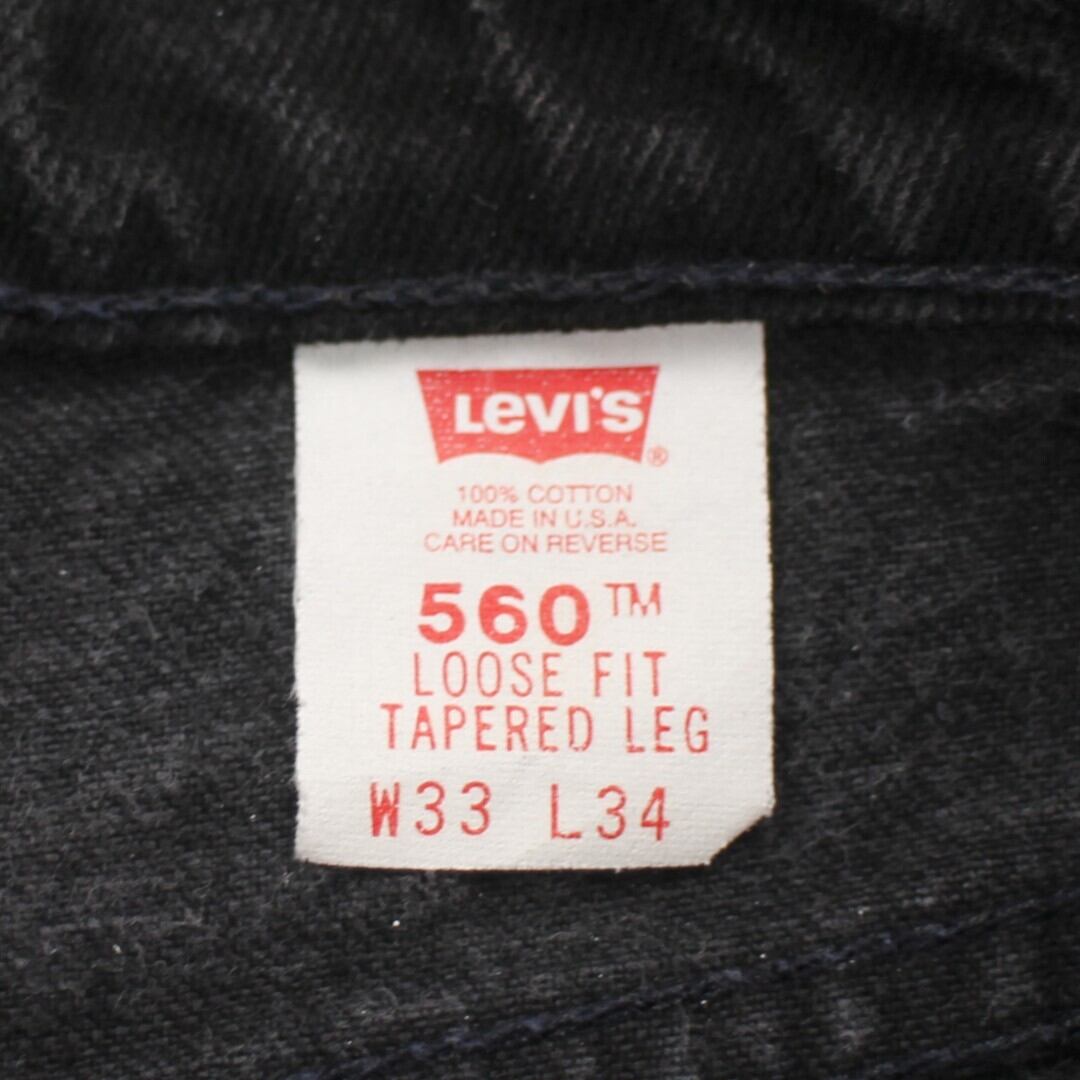 Levi's ®
100% COTTON
MADE IN U.S.A.
CARE ON REVERSE
560™
LOOSE FIT
TAPERED LEG
W33 L34